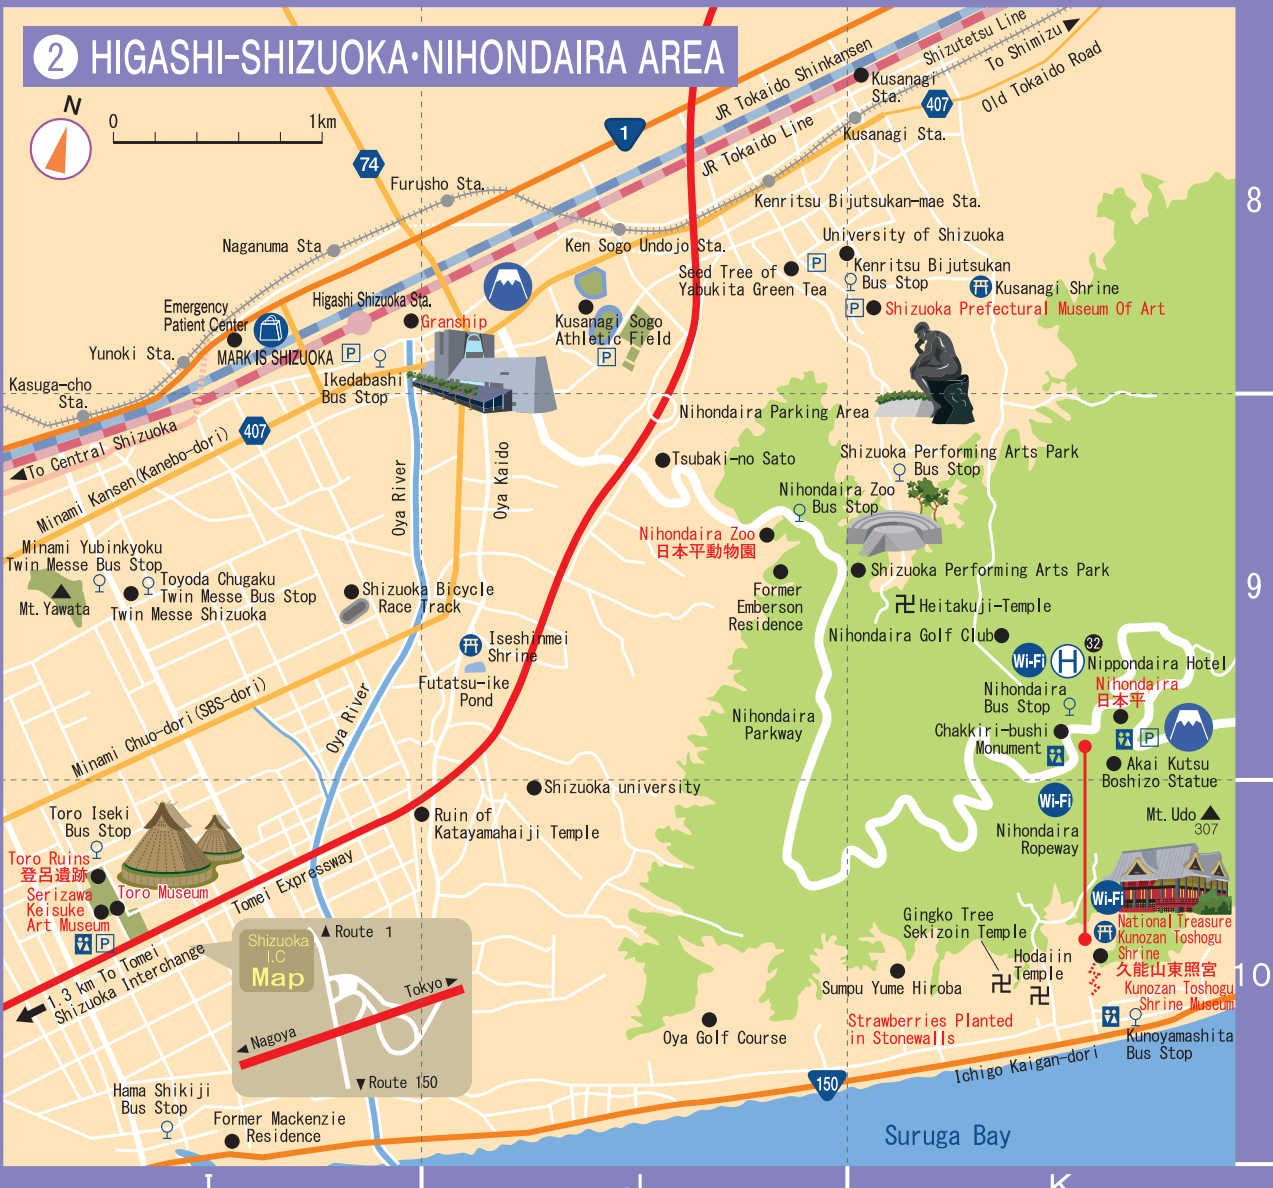 2 HIGASHI-SHIZUOKA・NIHONDAIRA AREA
N
0 1km
74
1
407
JR Tokaido Shinkansen
JR Tokaido Line
Shizutetsu Line
To Shimizu
Old Tokaido Road
Kusanagi
Sta.
Kusanagi Sta.
Furusho Sta.
Naganuma Sta
Kenritsu Bijutsukan-mae Sta.
Ken Sogo Undojo Sta.
University of Shizuoka
Seed Tree of
Yabukita Green Tea
P
Kenritsu Bijutsukan
Bus Stop
Kusanagi Shrine
P
Shizuoka Prefectural Museum Of Art
8
Emergency
Patient Center
Higashi Shizuoka Sta.
Granship
MARK IS SHIZUOKA
P
Ikedabashi
Bus Stop
Kusanagi Sogo
Athletic Field
P
Yunoki Sta.
Kasuga-cho
Sta.
To Central Shizuoka
407
Minami Kansen(Kanebo-dori)
Oya River
Oya Kaido
Nihondaira Parking Area
Tsubaki-no Sato
Shizuoka Performing Arts Park
Bus Stop
Nihondaira Zoo
Bus Stop
Nihondaira Zoo
日本平動物園
Former
Emberson
Residence
Shizuoka Performing Arts Park
Heitakuji-Temple
9
Minami Yubinkyoku
Twin Messe Bus Stop
Toyoda Chugaku
Twin Messe Bus Stop
Mt. Yawata
Twin Messe Shizuoka
Shizuoka Bicycle
Race Track
Iseshinmei
Shrine
Futatsu-ike
Pond
Nihondaira Golf Club
32
Wi-Fi
H
Nippondaira Hotel
Nihondaira
Bus Stop
Nihondaira
日本平
Chakkiri-bushi
Monument
P
Akai Kutsu
Boshizo Statue
Nihondaira
Parkway
Minami Chuo-dori(SBS-dori)
Oya River
Shizuoka university
Ruin of
Katayamahaiji Temple
Wi-Fi
Nihondaira
Ropeway
Mt. Udo
307
Toro Iseki
Bus Stop
Toro Ruins
登呂遺跡
Serizawa
Keisuke
Art Museum
Toro Museum
P
Tomei Expressway
1.3 km To Tomei
Shizuoka Interchange
Shizuoka
I.C
Map
Route 1
Tokyo
Nagoya
Route 150
Wi-Fi
National Treasure
Kunozan Toshogu
Shrine
久能山東照宮
Kunozan Toshogu
Shrine Museum
Gingko Tree
Sekizoin Temple
Hodaiin
Temple
Sumpu Yume Hiroba
10
Strawberries Planted
in Stonewalls
Oya Golf Course
Kunoyamashita
Bus Stop
Ichigo Kaigan-dori
150
Hama Shikiji
Bus Stop
Former Mackenzie
Residence
Suruga Bay
I J K